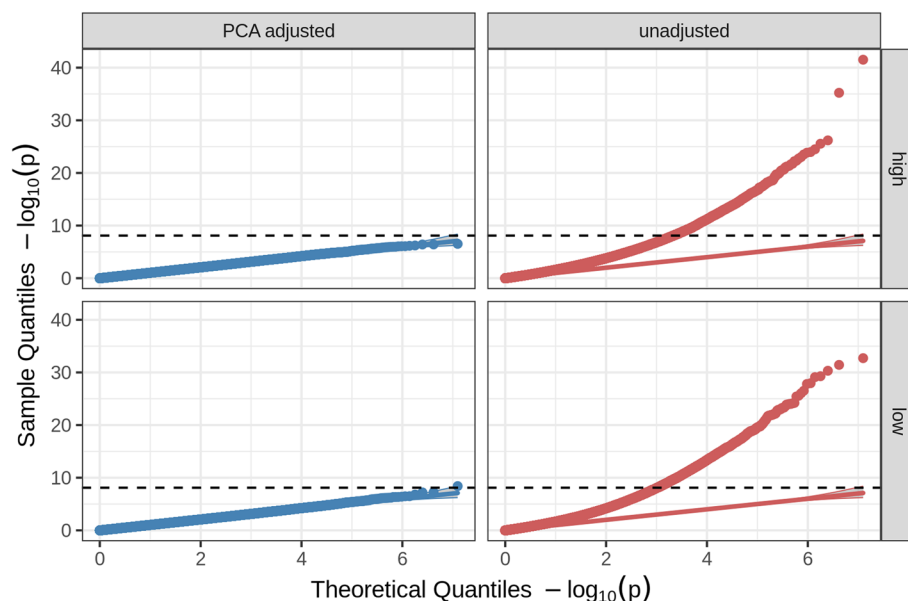 PCA adjusted
unadjusted
40
30
20
10
0
high
40
30
20
10
0
low
Sample Quantiles − log₁₀(p)
0 2 4 6
0 2 4 6
Theoretical Quantiles − log₁₀(p)